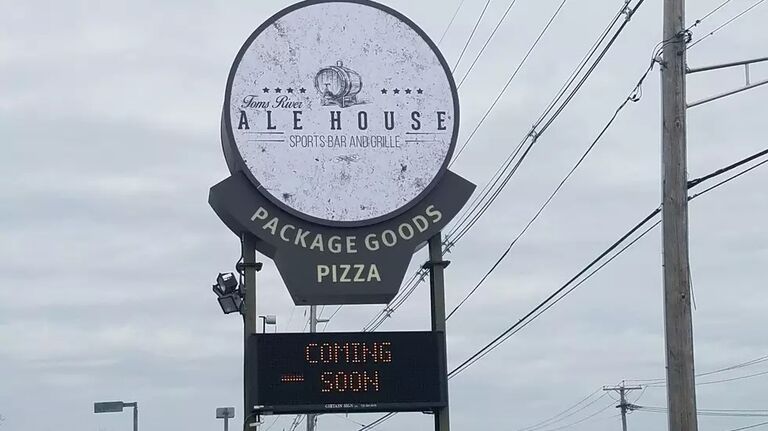 Toms River
ALE HOUSE
SPORTS BAR AND GRILLE
PACKAGE GOODS
PIZZA
COMING
SOON